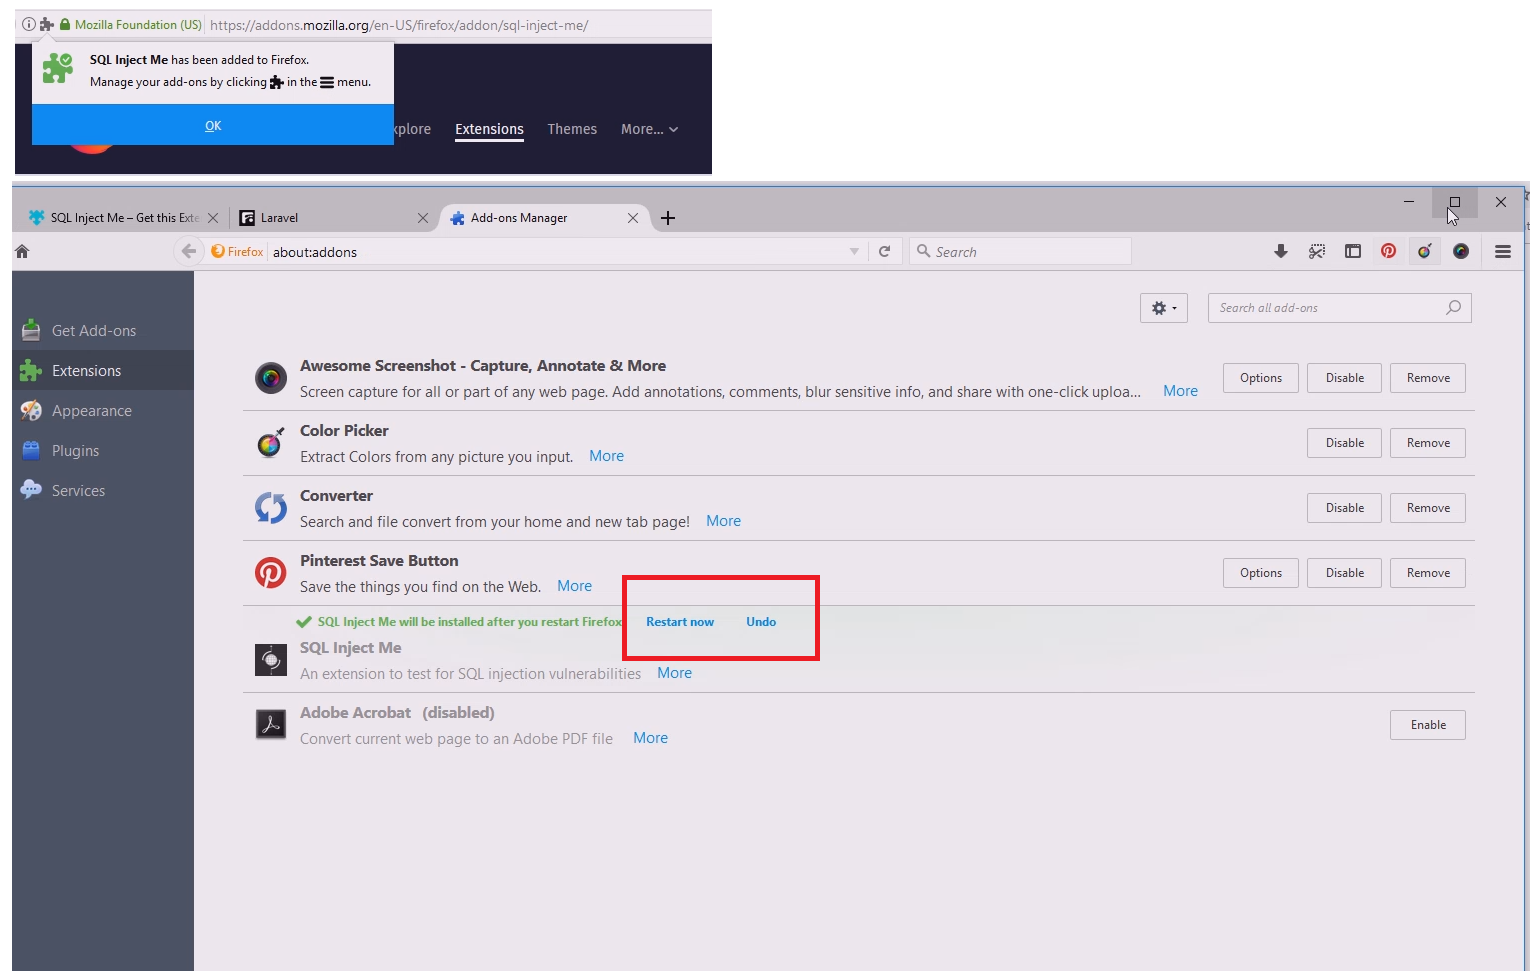 Mozilla Foundation (US) https://addons.mozilla.org/en-US/firefox/addon/sql-inject-me/
SQL Inject Me has been added to Firefox.
Manage your add-ons by clicking in the menu.
OK
xplore Extensions Themes More...
SQL Inject Me – Get this Exte Laravel Add-ons Manager
Firefox about:addons Search
Search all add-ons
Get Add-ons
Extensions
Appearance
Plugins
Services
Awesome Screenshot - Capture, Annotate & More
Screen capture for all or part of any web page. Add annotations, comments, blur sensitive info, and share with one-click uploa... More
Options Disable Remove
Color Picker
Extract Colors from any picture you input. More
Disable Remove
Converter
Search and file convert from your home and new tab page! More
Disable Remove
Pinterest Save Button
Save the things you find on the Web. More
Options Disable Remove
SQL Inject Me will be installed after you restart Firefox Restart now Undo
SQL Inject Me
An extension to test for SQL injection vulnerabilities More
Adobe Acrobat (disabled)
Convert current web page to an Adobe PDF file More
Enable